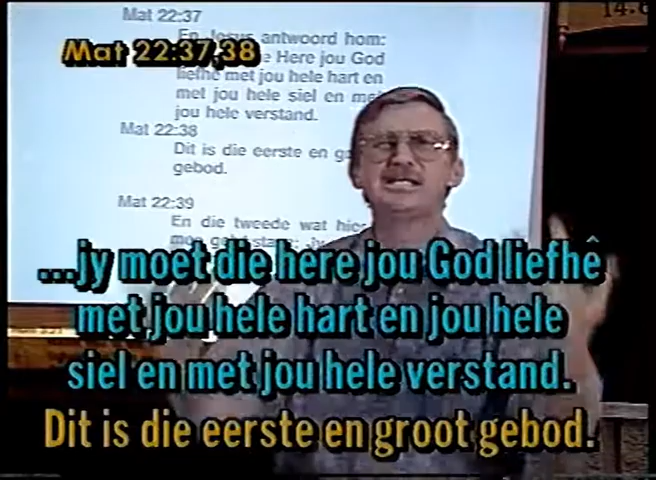 14.6
Mat 22:37
En Jesus antwoord hom:
Mat 22:37,38
e Here jou God
liefhê met jou hele hart en
met jou hele siel en met
jou hele verstand.
Mat 22:38
Dit is die eerste en g
gebod.
Mat 22:39
En die tweede wat hie
...jy moet die here jou God liefhê
met jou hele hart en jou hele
siel en met jou hele verstand.
Dit is die eerste en groot gebod.